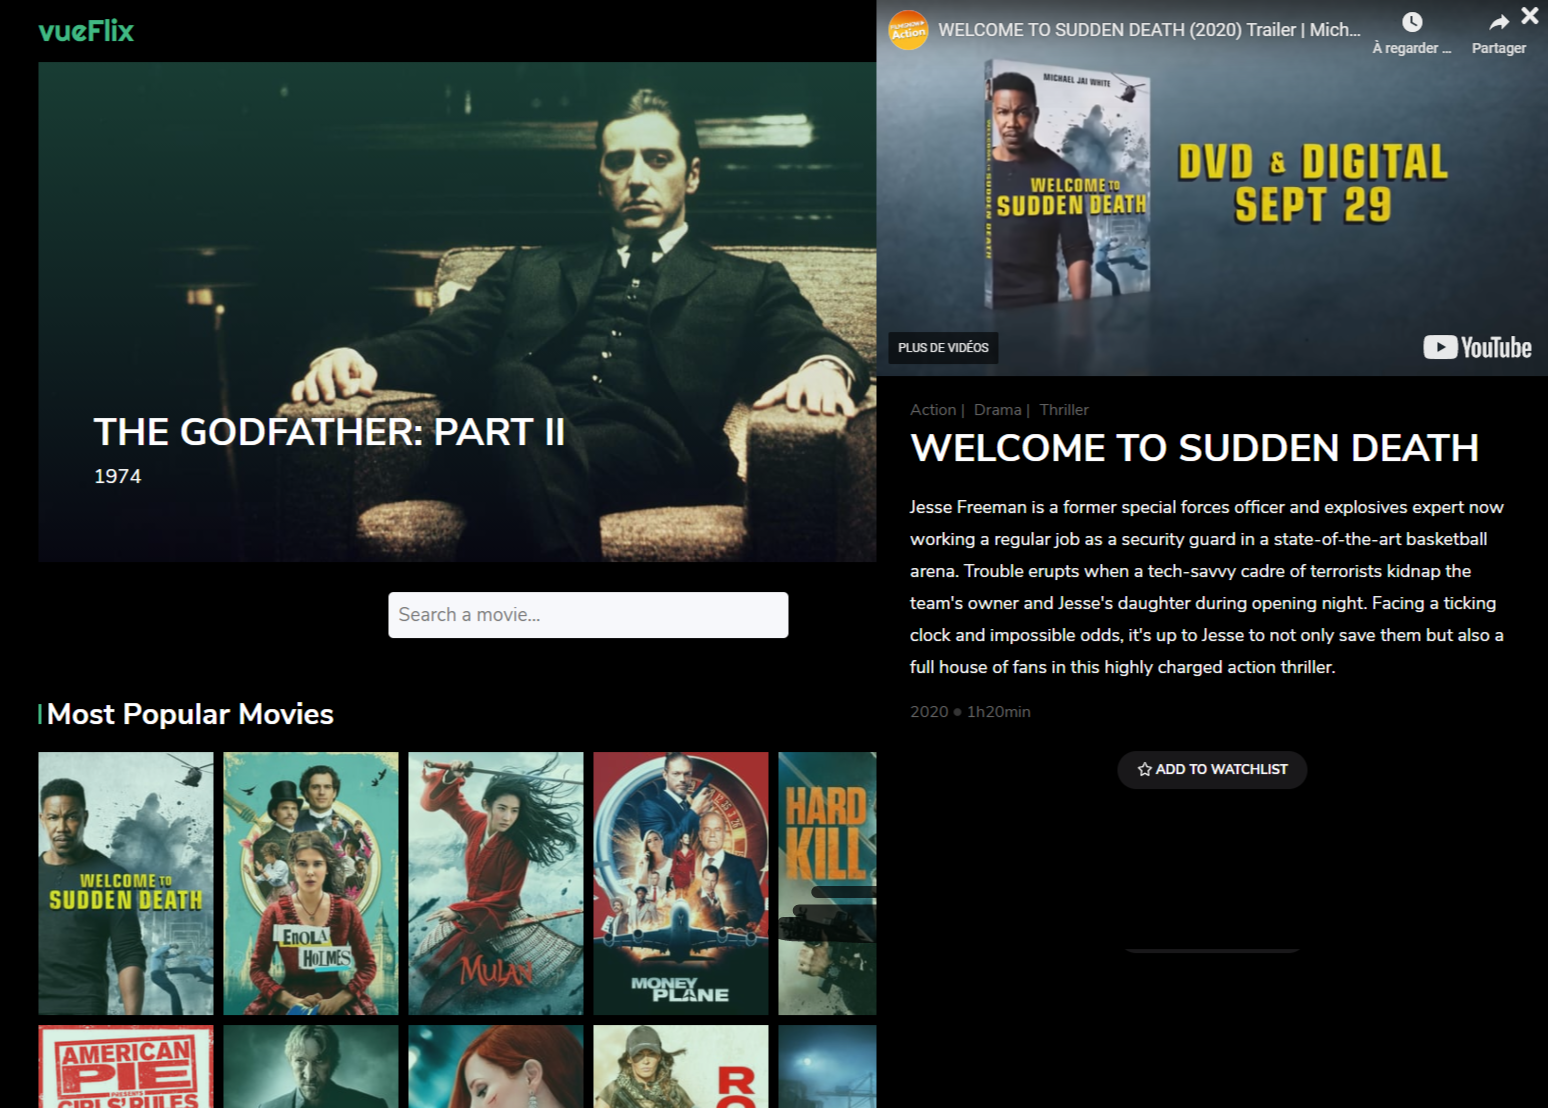 vueFlix
THE GODFATHER: PART II
1974
Search a movie...
Most Popular Movies
WELCOME TO
SUDDEN DEATH
ENOLA
HOLMES
MULAN
MONEY
PLANE
HARD
KILL
AMERICAN
PIE
PRESENTS
GIRLS' RULES
R
WELCOME TO SUDDEN DEATH (2020) Trailer | Mich...
À regarder ...
Partager
Action
MICHAEL JAI WHITE
WELCOME TO
SUDDEN DEATH
WELCOME TO SUDDEN DEATH
DVD & DIGITAL
SEPT 29
PLUS DE VIDÉOS
YouTube
Action | Drama | Thriller
WELCOME TO SUDDEN DEATH
Jesse Freeman is a former special forces officer and explosives expert now
working a regular job as a security guard in a state-of-the-art basketball
arena. Trouble erupts when a tech-savvy cadre of terrorists kidnap the
team's owner and Jesse's daughter during opening night. Facing a ticking
clock and impossible odds, it's up to Jesse to not only save them but also a
full house of fans in this highly charged action thriller.
2020 • 1h20min
ADD TO WATCHLIST